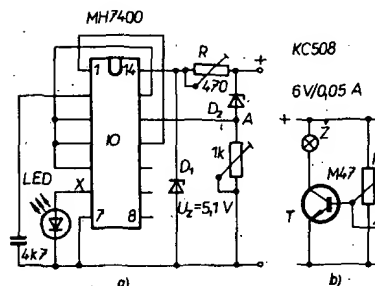 MH7400
R
+
KC508
1
14
470
D₂
A
6V/0,05 A
IO
+
Ž
LED
X
D₁
1k
M47
T
U_Z=5,1 V
7
8
4k7
a)
b)